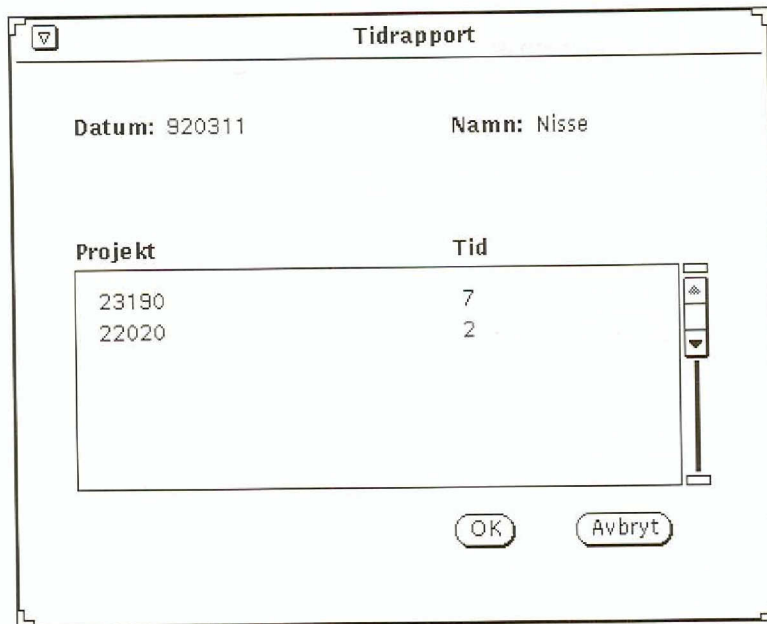 Tidrapport
Datum: 920311 Namn: Nisse
Projekt Tid
23190 7
22020 2
OK Avbryt